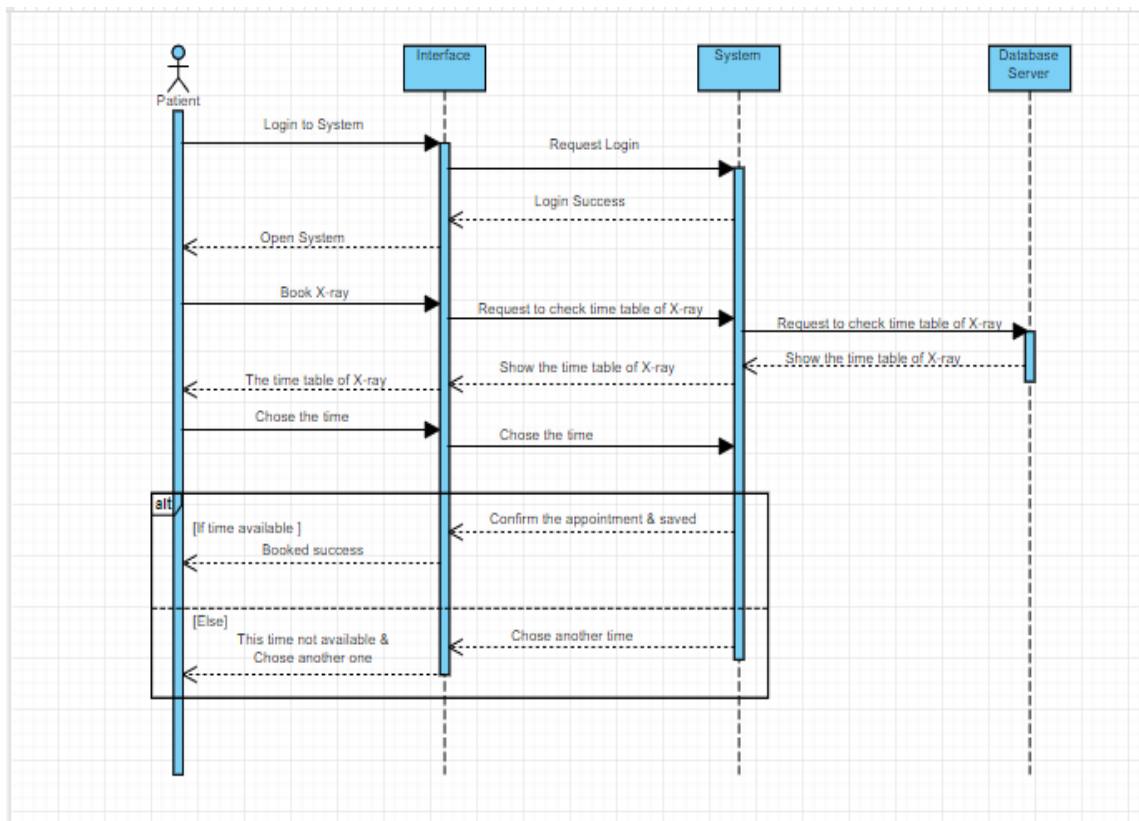 Patient
Interface
System
Database
Server
Login to System
Request Login
Login Success
Open System
Book X-ray
Request to check time table of X-ray
Request to check time table of X-ray
Show the time table of X-ray
Show the time table of X-ray
The time table of X-ray
Chose the time
Chose the time
alt
[If time available ]
Confirm the appointment & saved
Booked success
[Else]
Chose another time
This time not available &
Chose another one